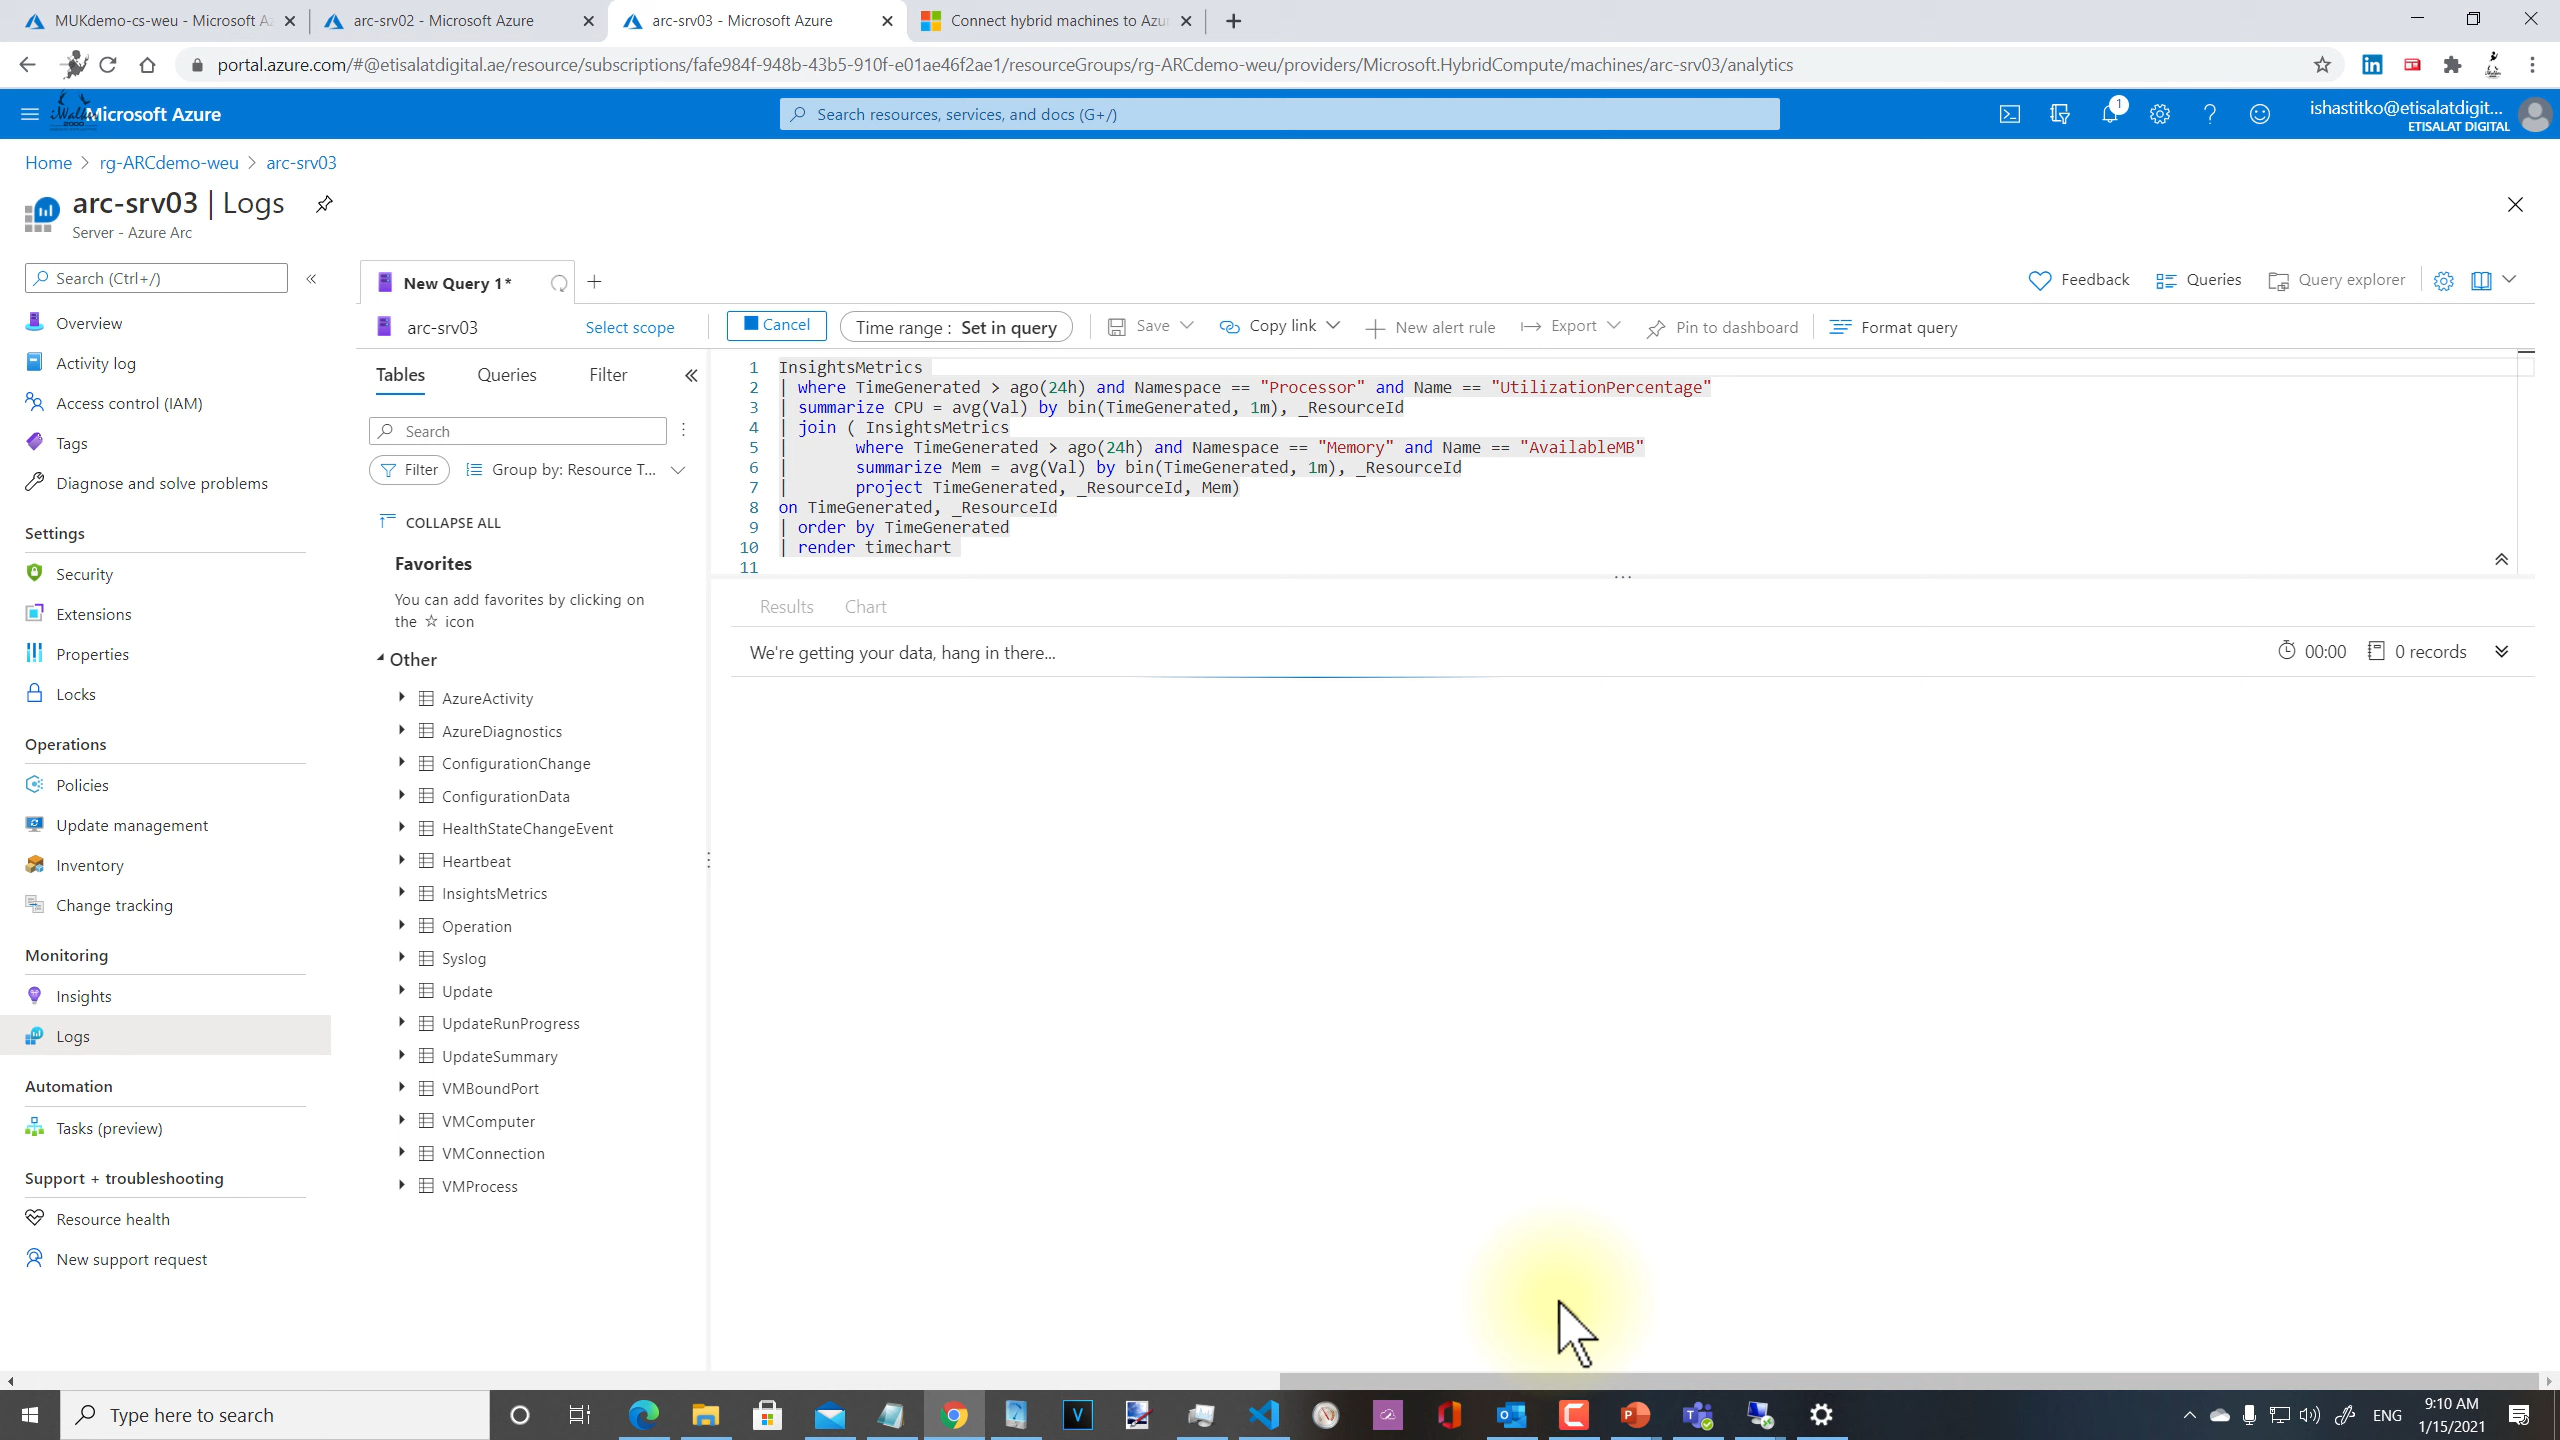 MUKdemo-cs-weu - Microsoft Az
arc-srv02 - Microsoft Azure
arc-srv03 - Microsoft Azure
Connect hybrid machines to Azu
portal.azure.com/#@etisalatdigital.ae/resource/subscriptions/fafe984f-948b-43b5-910f-e01ae46f2ae1/resourceGroups/rg-ARCdemo-weu/providers/Microsoft.HybridCompute/machines/arc-srv03/analytics
Microsoft Azure
Search resources, services, and docs (G+/)
1
ishastitko@etisalatdigit...
ETISALAT DIGITAL
Home > rg-ARCdemo-weu > arc-srv03
arc-srv03 | Logs
Server - Azure Arc
Search (Ctrl+/)
Overview
Activity log
Access control (IAM)
Tags
Diagnose and solve problems
Settings
Security
Extensions
Properties
Locks
Operations
Policies
Update management
Inventory
Change tracking
Monitoring
Insights
Logs
Automation
Tasks (preview)
Support + troubleshooting
Resource health
New support request
New Query 1*
Feedback
Queries
Query explorer
arc-srv03
Select scope
Cancel
Time range : Set in query
Save
Copy link
New alert rule
Export
Pin to dashboard
Format query
Tables
Queries
Filter
Search
Filter
Group by: Resource T...
COLLAPSE ALL
Favorites
You can add favorites by clicking on
the ☆ icon
Other
AzureActivity
AzureDiagnostics
ConfigurationChange
ConfigurationData
HealthStateChangeEvent
Heartbeat
InsightsMetrics
Operation
Syslog
Update
UpdateRunProgress
UpdateSummary
VMBoundPort
VMComputer
VMConnection
VMProcess
1 InsightsMetrics
2 | where TimeGenerated > ago(24h) and Namespace == "Processor" and Name == "UtilizationPercentage"
3 | summarize CPU = avg(Val) by bin(TimeGenerated, 1m), _ResourceId
4 | join ( InsightsMetrics
5 | where TimeGenerated > ago(24h) and Namespace == "Memory" and Name == "AvailableMB"
6 | summarize Mem = avg(Val) by bin(TimeGenerated, 1m), _ResourceId
7 | project TimeGenerated, _ResourceId, Mem)
8 on TimeGenerated, _ResourceId
9 | order by TimeGenerated
10 | render timechart
11
Results
Chart
We're getting your data, hang in there...
00:00
0 records
Type here to search
ENG
9:10 AM
1/15/2021